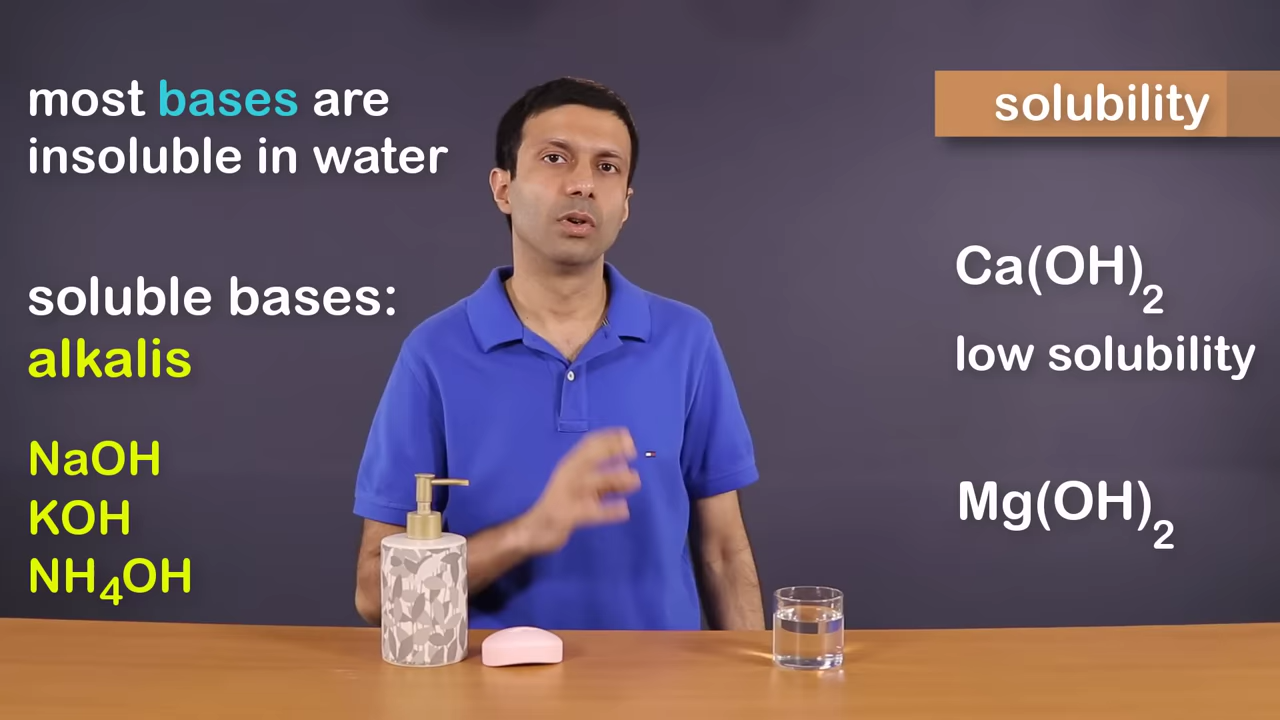 most bases are
insoluble in water
soluble bases:
alkalis
NaOH
KOH
NH₄OH
solubility
Ca(OH)₂
low solubility
Mg(OH)₂